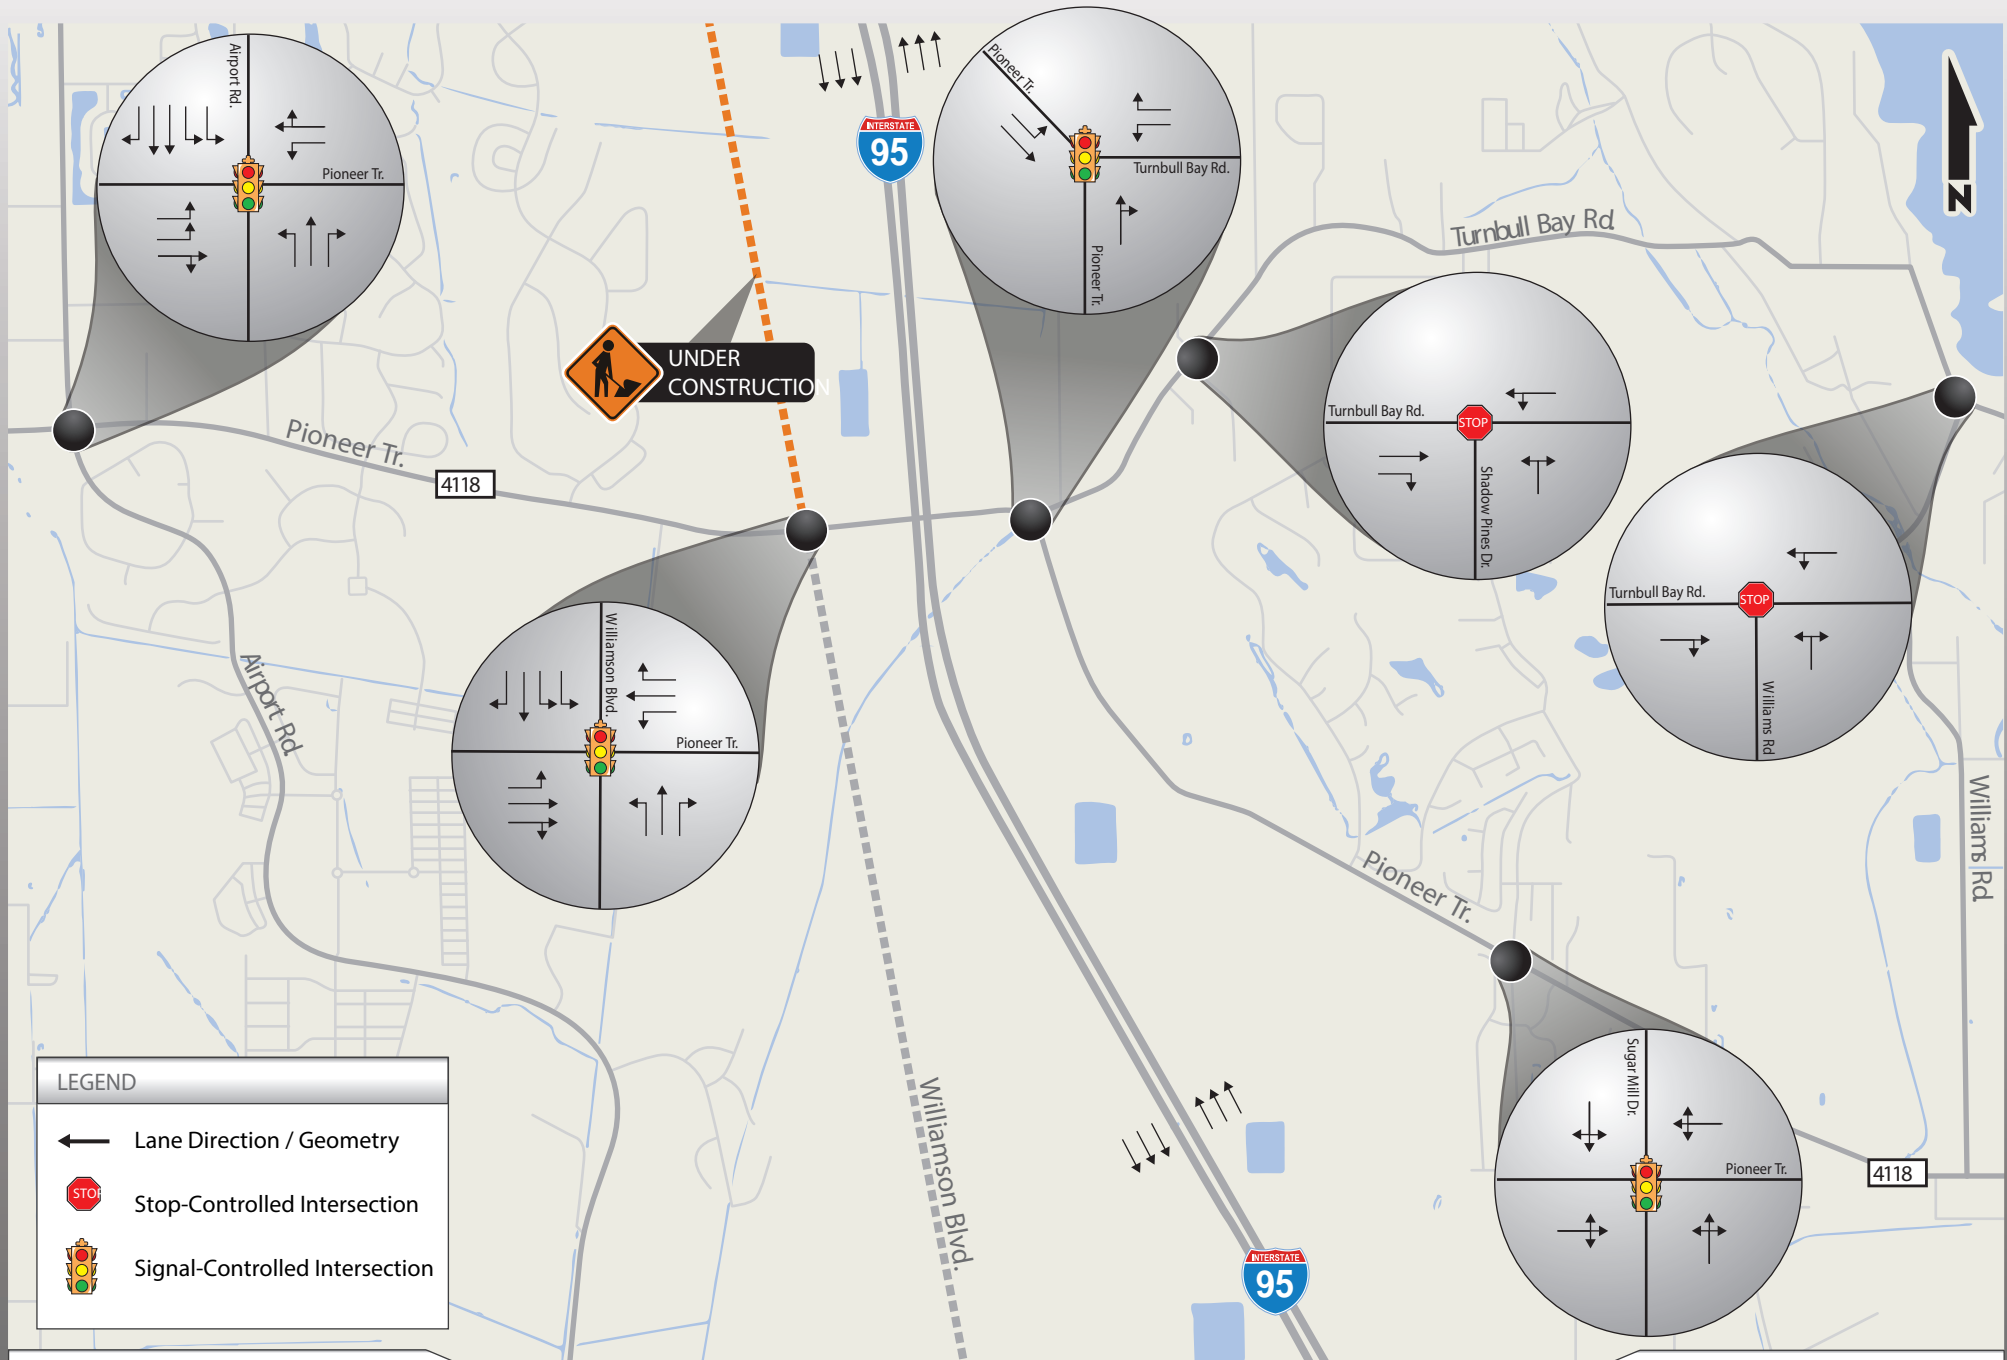 Airport Rd.
Pioneer Tr.
INTERSTATE
95
Pioneer Tr.
Turnbull Bay Rd.
Pioneer Tr.
N
Turnbull Bay Rd
UNDER
CONSTRUCTION
Turnbull Bay Rd.
STOP
Shadow Pines Dr.
Pioneer Tr.
4118
Turnbull Bay Rd.
STOP
Williams Rd
Williamson Blvd.
Pioneer Tr.
Airport Rd
Williams Rd
Pioneer Tr.
Sugar Mill Dr.
Pioneer Tr.
4118
Williamson Blvd.
INTERSTATE
95
LEGEND
Lane Direction / Geometry
STOP
Stop-Controlled Intersection
Signal-Controlled Intersection